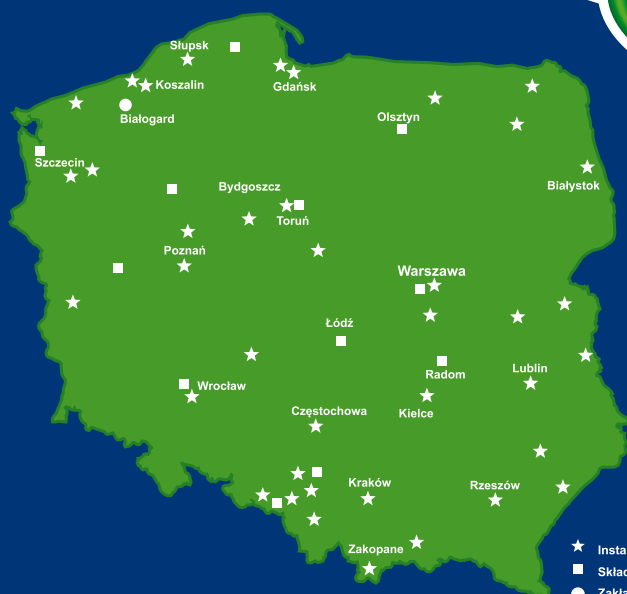 Słupsk
Koszalin
Gdańsk
Białogard
Olsztyn
Szczecin
Bydgoszcz
Białystok
Toruń
Poznań
Warszawa
Łódź
Radom
Lublin
Wrocław
Częstochowa
Kielce
Kraków
Rzeszów
Zakopane